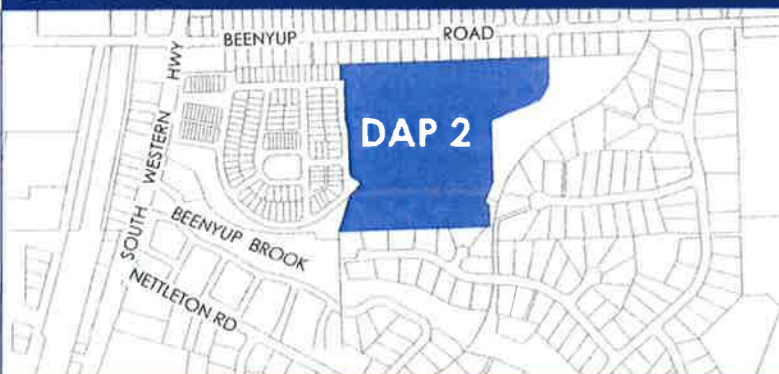 BEENYUP ROAD
SOUTH WESTERN HWY
DAP 2
BEENYUP BROOK
NETTLETON RD